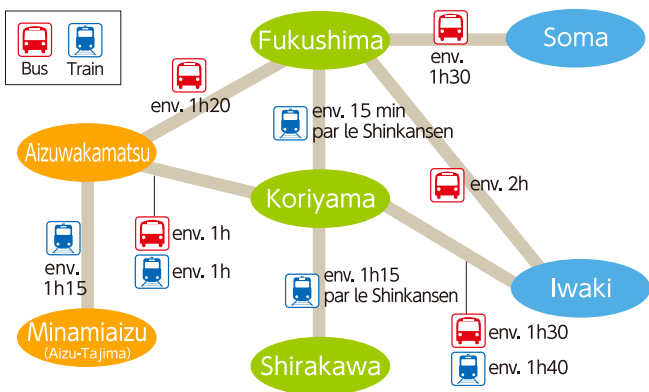 Bus
Train
Fukushima
Soma
env.
1h30
env. 1h20
env. 15 min
par le Shinkansen
Aizuwakamatsu
env. 2h
Koriyama
env. 1h
env. 1h
env.
1h15
env. 1h15
par le Shinkansen
Iwaki
Minamiaizu
(Aizu-Tajima)
env. 1h30
env. 1h40
Shirakawa